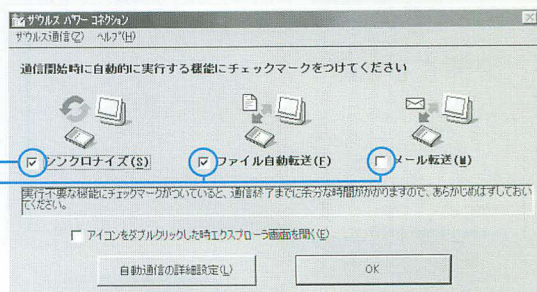 ザウルス パワー コネクション
ザウルス通信(Z) ヘルプ(H)
通信開始時に自動的に実行する機能にチェックマークをつけてください
シンクロナイズ(S) ファイル自動転送(F) メール転送(M)
実行不要な機能にチェックマークがついていると、通信終了までに余分な時間がかかりますので、あらかじめはずしておい
てください。
アイコンをダブルクリックした時エクスプローラ画面を開く(E)
自動通信の詳細設定(L) OK